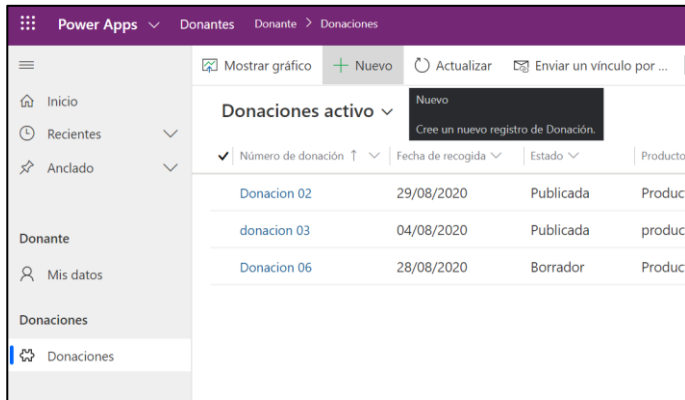 Power Apps Donantes Donante > Donaciones
Mostrar gráfico Nuevo Actualizar Enviar un vínculo por ...
Inicio
Recientes
Anclado
Donante
Mis datos
Donaciones
Donaciones
Donaciones activo
Nuevo
Cree un nuevo registro de Donación.
Número de donación ↑ Fecha de recogida Estado Producto
Donacion 02 29/08/2020 Publicada Produc
donacion 03 04/08/2020 Publicada produc
Donacion 06 28/08/2020 Borrador Produc